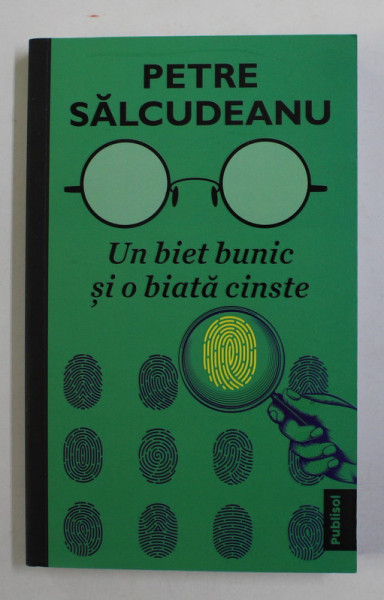 PETRE
SĂLCUDEANU
Un biet bunic
și o biată cinste
Publisol